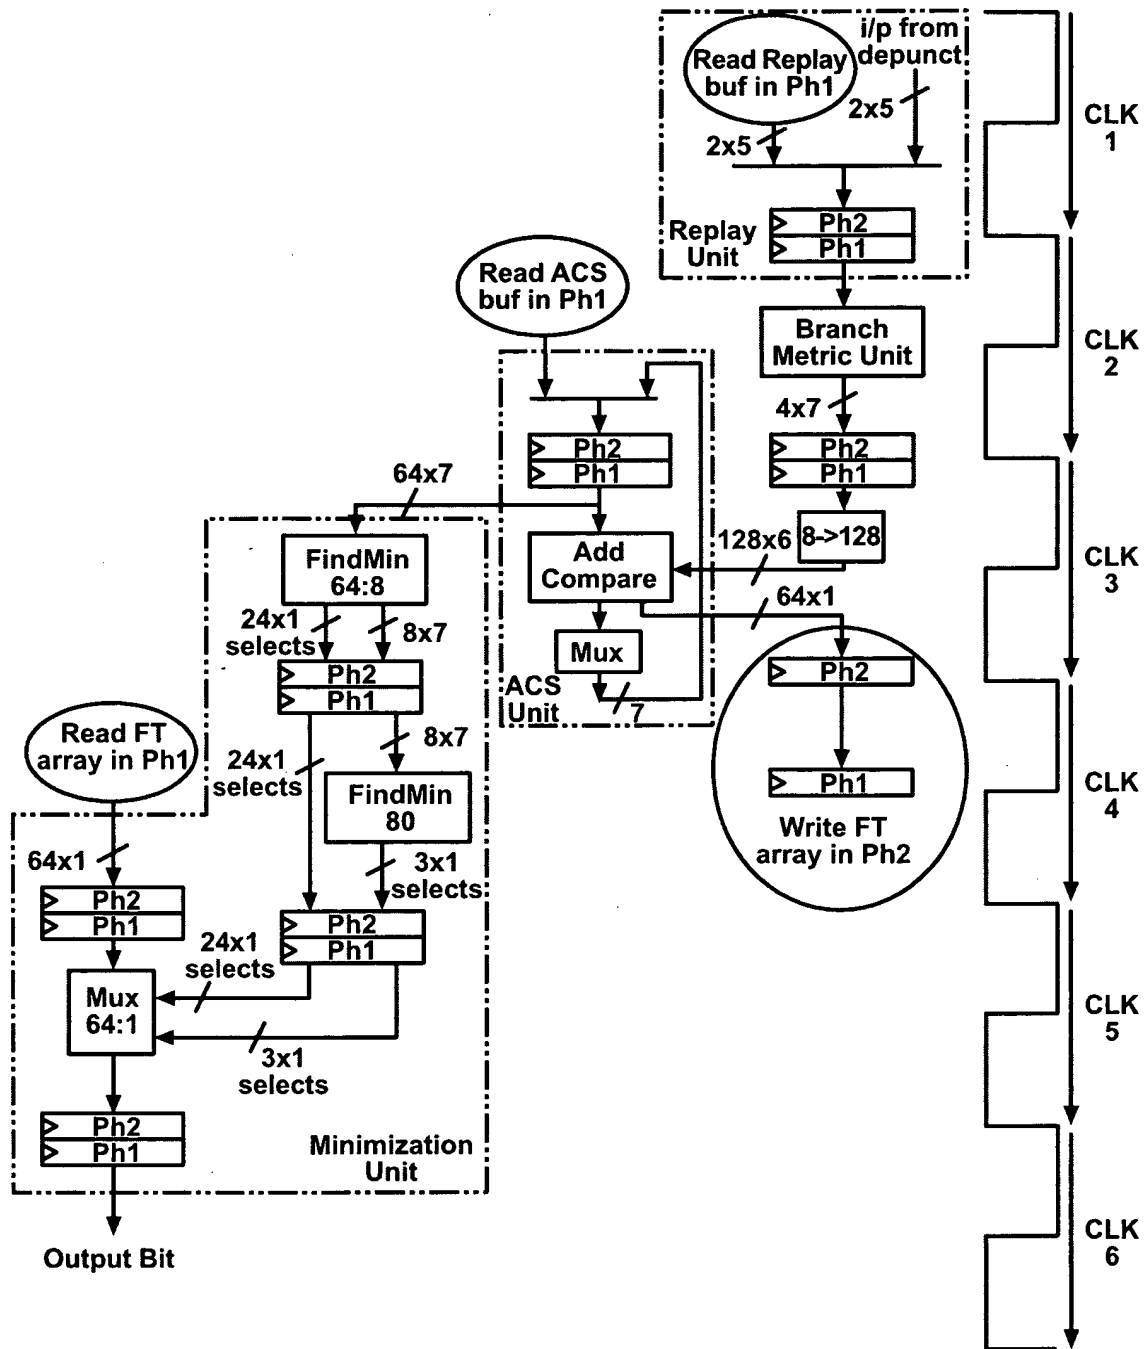 i/p from
depunct
Read Replay
buf in Ph1
2x5
2x5
CLK
1
Ph2
Ph1
Replay
Unit
Read ACS
buf in Ph1
Branch
Metric Unit
CLK
2
4x7
Ph2
Ph1
Ph2
Ph1
64x7
8->128
128x6
Add
Compare
FindMin
64:8
CLK
3
64x1
24x1
selects
8x7
Mux
Ph2
Ph1
Ph2
ACS
Unit
7
Read FT
array in Ph1
8x7
24x1
selects
FindMin
80
Ph1
CLK
4
Write FT
array in Ph2
64x1
3x1
selects
Ph2
Ph1
Ph2
Ph1
24x1
selects
Mux
64:1
CLK
5
3x1
selects
Ph2
Ph1
Minimization
Unit
CLK
6
Output Bit